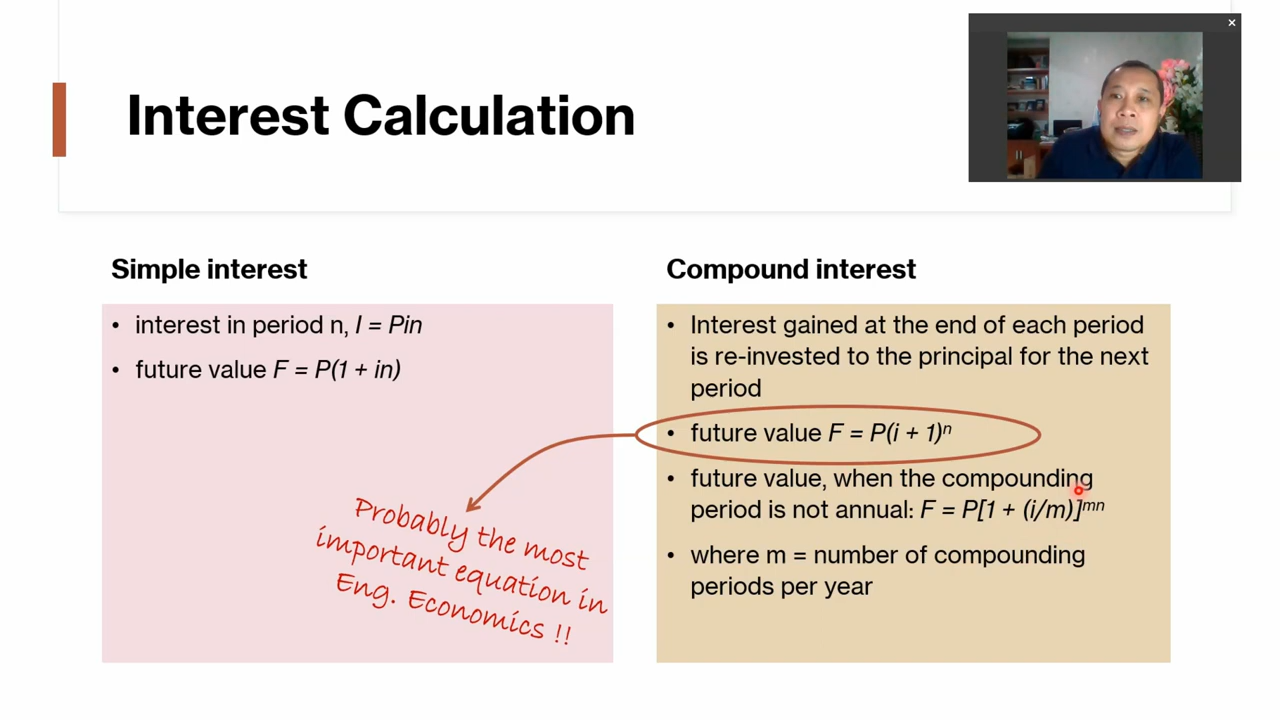 Interest Calculation
Simple interest
• interest in period n, I = Pin
• future value F = P(1 + in)
Probably the most
important equation in
Eng. Economics !!
Compound interest
• Interest gained at the end of each period
is re-invested to the principal for the next
period
• future value F = P(i + 1)ⁿ
• future value, when the compounding
period is not annual: F = P[1 + (i/m)]ᵐⁿ
• where m = number of compounding
periods per year